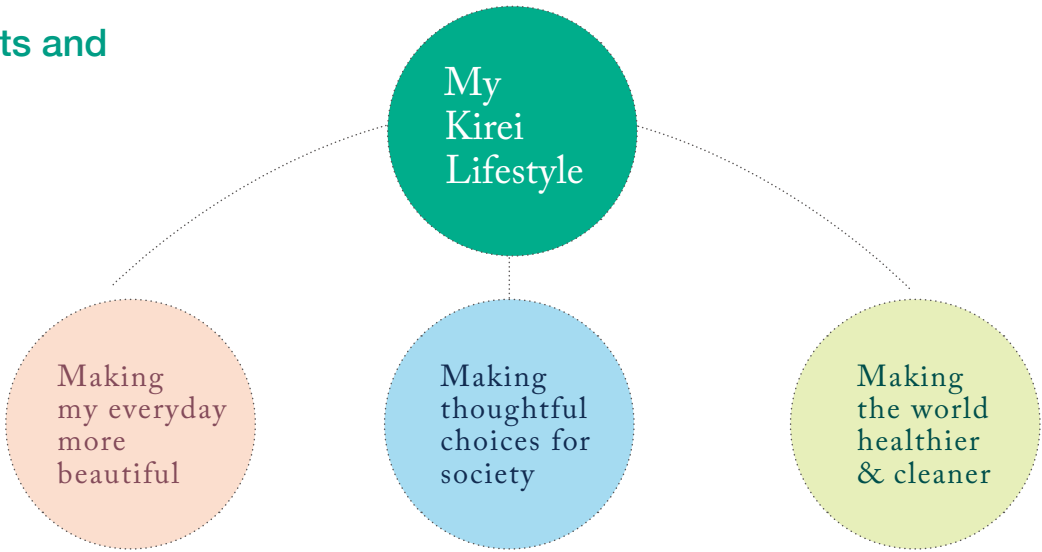 ts and
My
Kirei
Lifestyle
Making
my everyday
more
beautiful
Making
thoughtful
choices for
society
Making
the world
healthier
& cleaner